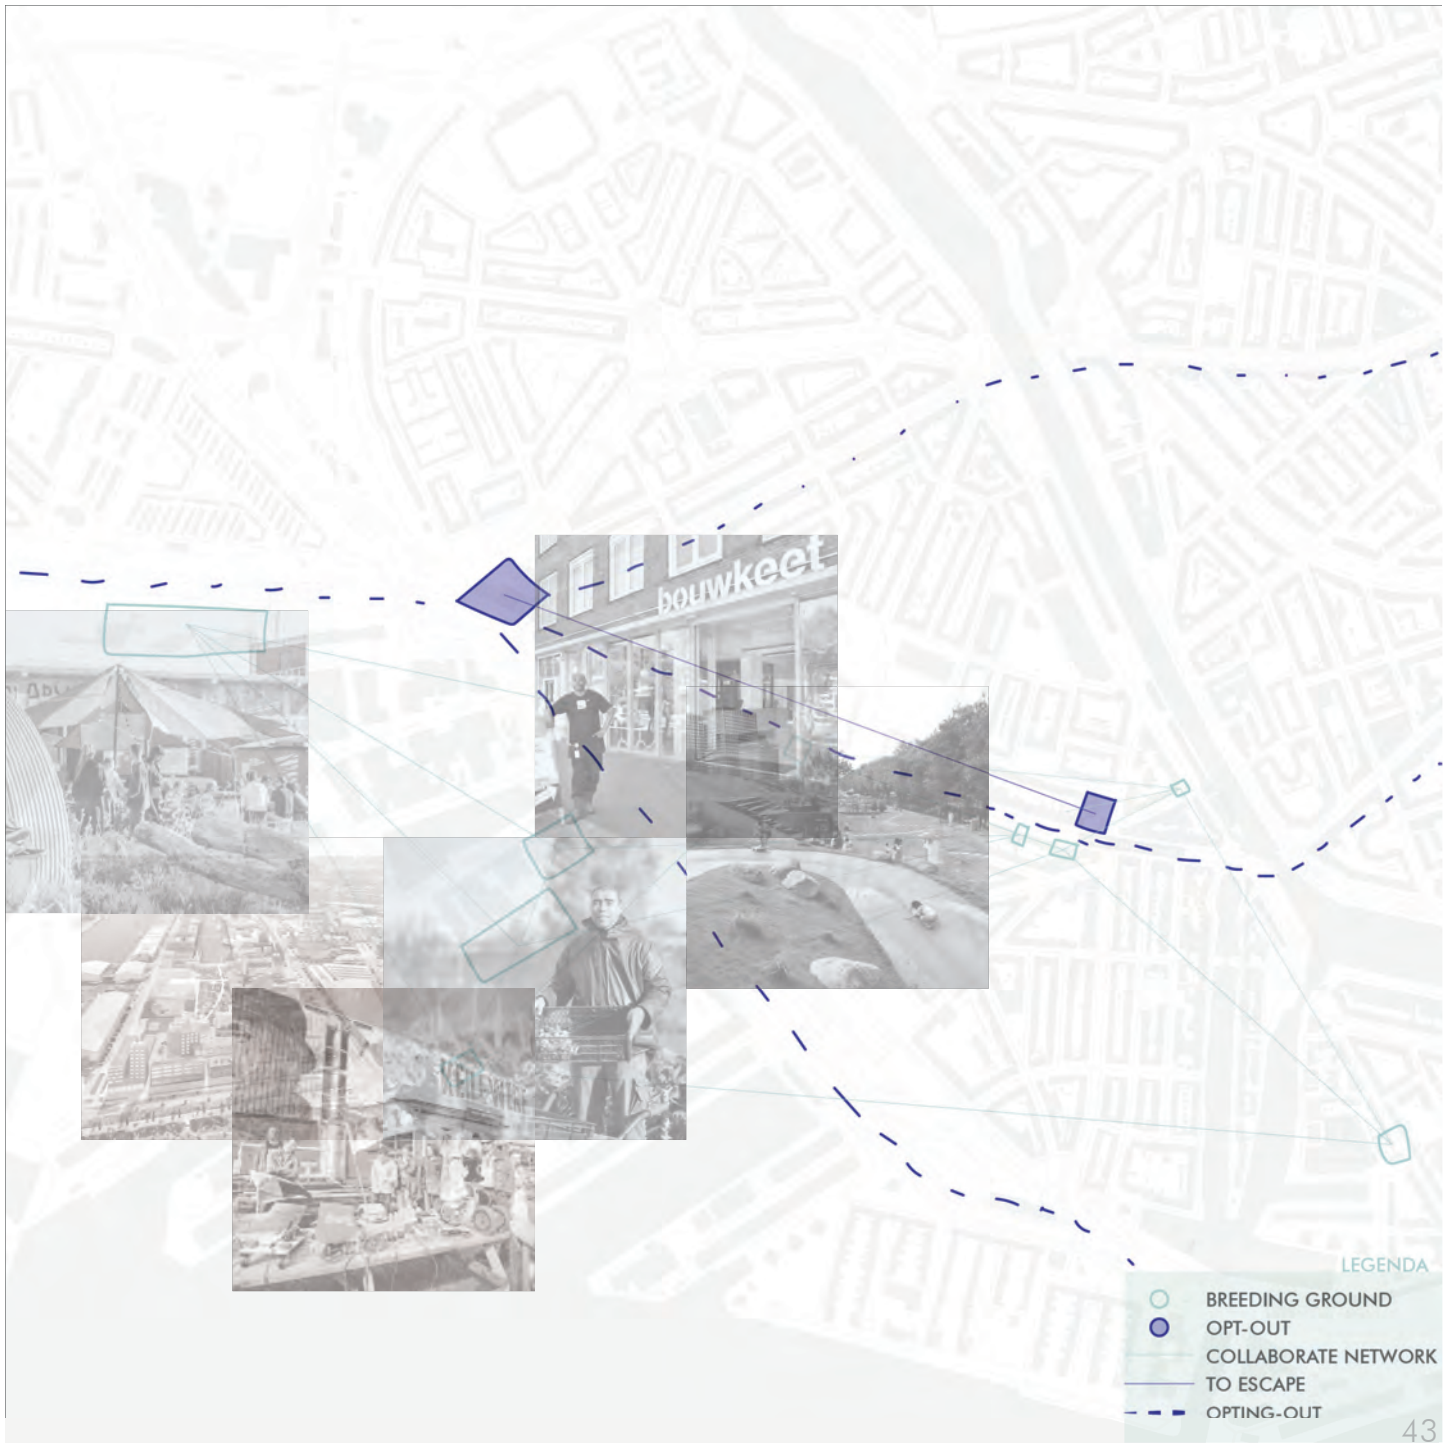 bouwkeet
LEGENDA
BREEDING GROUND
OPT-OUT
COLLABORATE NETWORK
TO ESCAPE
OPTING-OUT
43